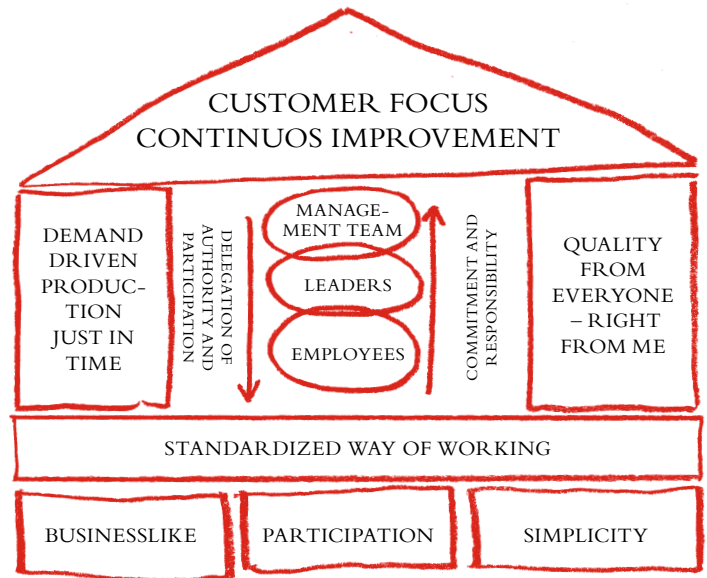 CUSTOMER FOCUS
CONTINUOS IMPROVEMENT
DEMAND
DRIVEN
PRODUC-
TION
JUST IN
TIME
DELEGATION OF
AUTHORITY AND
PARTICIPATION
MANAGE-
MENT TEAM
LEADERS
EMPLOYEES
COMMITMENT AND
RESPONSIBILITY
QUALITY
FROM
EVERYONE
– RIGHT
FROM ME
STANDARDIZED WAY OF WORKING
BUSINESSLIKE
PARTICIPATION
SIMPLICITY